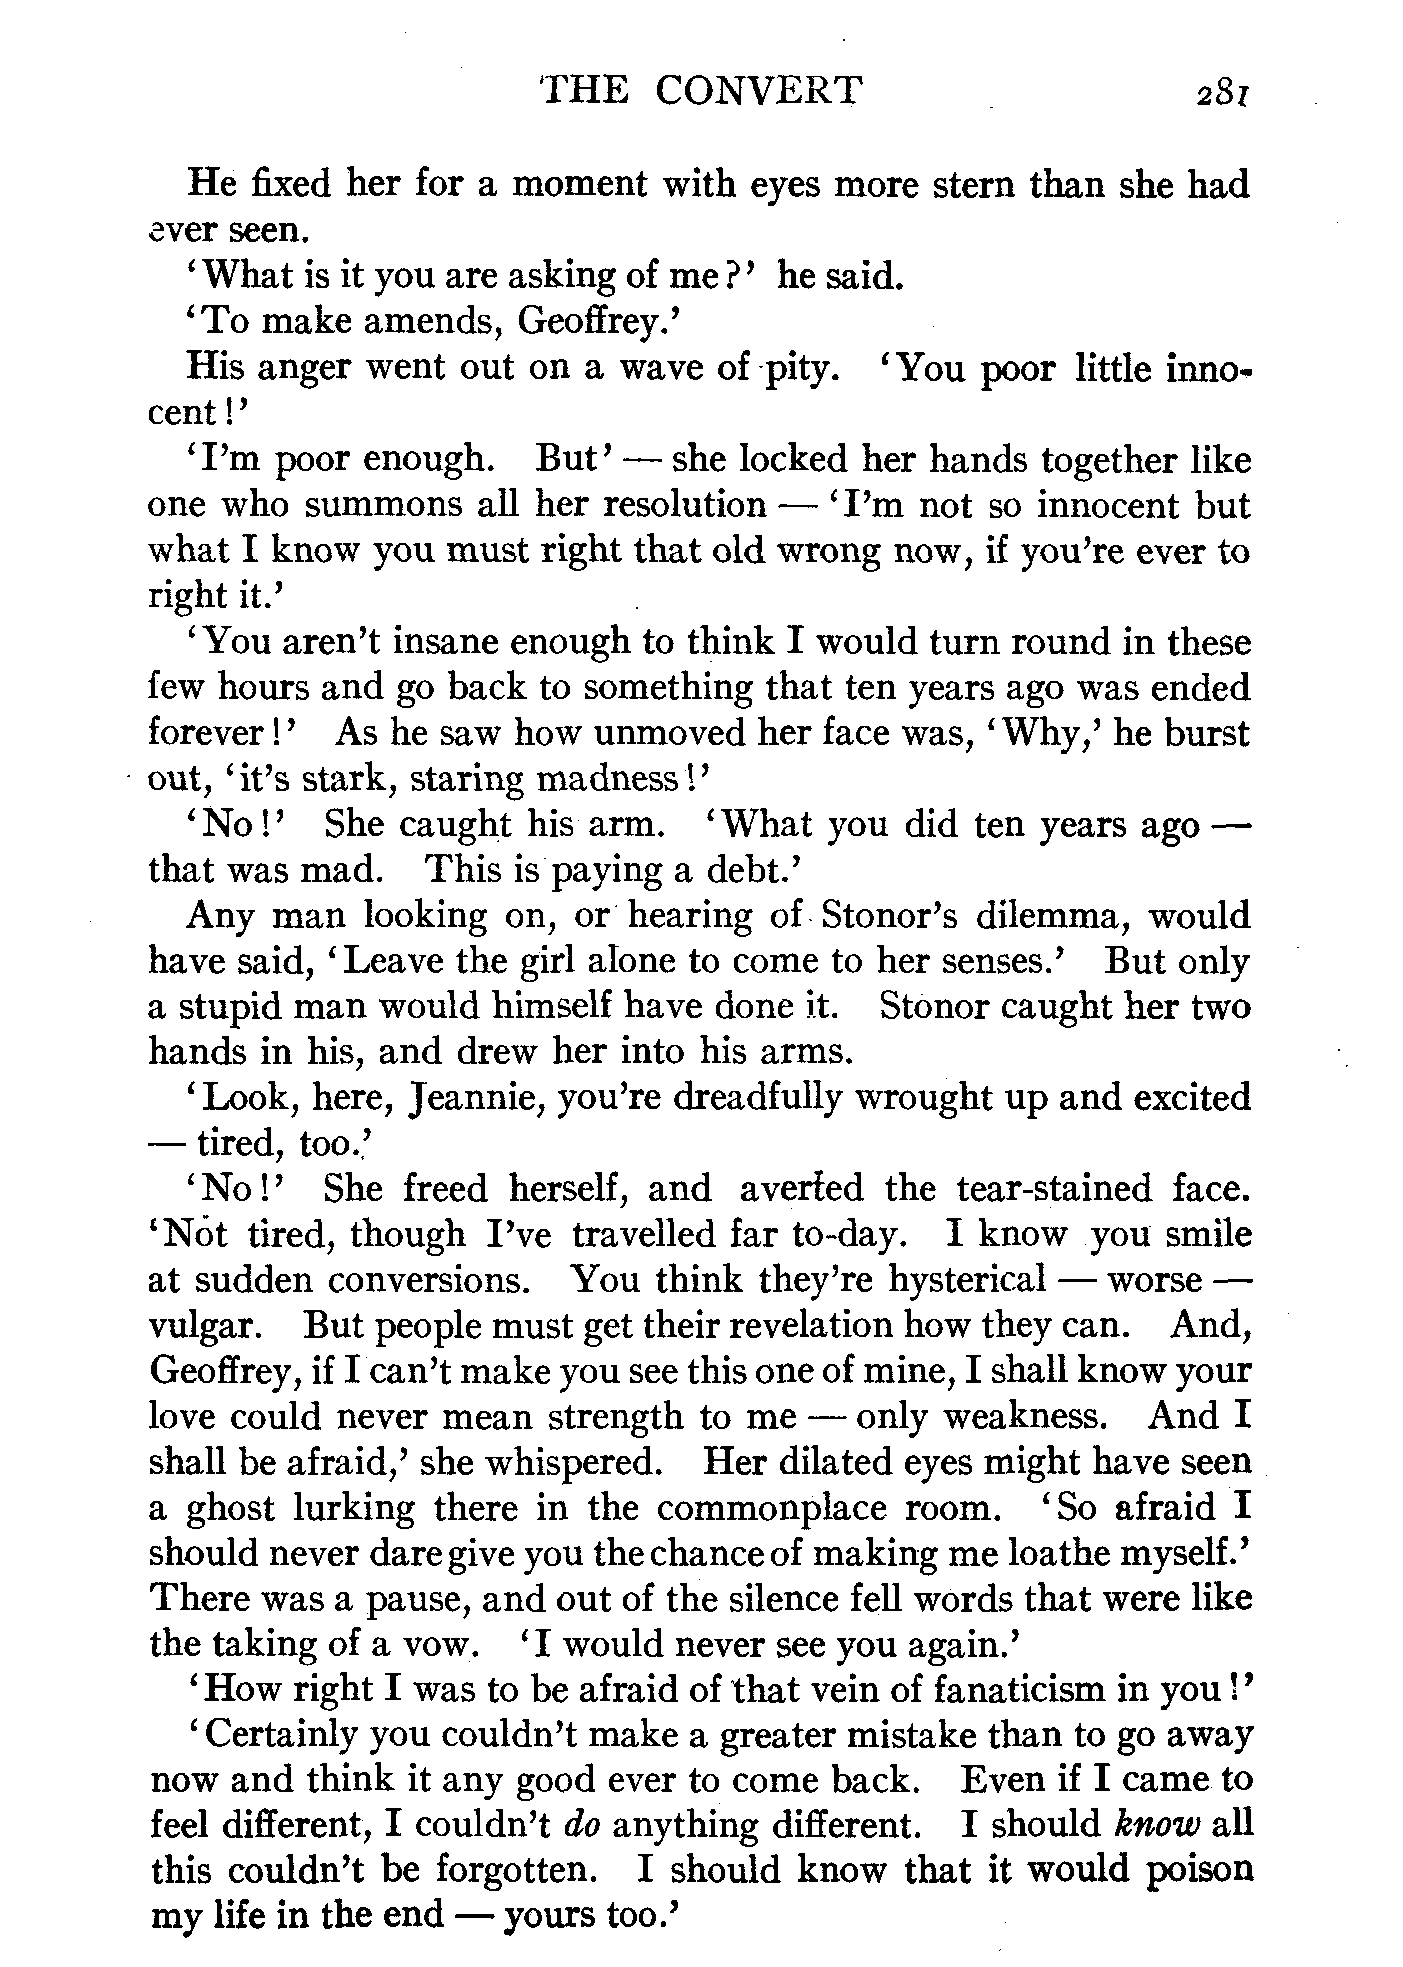 THE CONVERT 281
He fixed her for a moment with eyes more stern than she had
ever seen.
'What is it you are asking of me?' he said.
'To make amends, Geoffrey.'
His anger went out on a wave of pity. 'You poor little inno-
cent!'
'I'm poor enough. But' — she locked her hands together like
one who summons all her resolution — 'I'm not so innocent but
what I know you must right that old wrong now, if you're ever to
right it.'
'You aren't insane enough to think I would turn round in these
few hours and go back to something that ten years ago was ended
forever!' As he saw how unmoved her face was, 'Why,' he burst
out, 'it's stark, staring madness!'
'No!' She caught his arm. 'What you did ten years ago —
that was mad. This is paying a debt.'
Any man looking on, or hearing of Stonor's dilemma, would
have said, 'Leave the girl alone to come to her senses.' But only
a stupid man would himself have done it. Stonor caught her two
hands in his, and drew her into his arms.
'Look, here, Jeannie, you're dreadfully wrought up and excited
— tired, too.'
'No!' She freed herself, and averted the tear-stained face.
'Not tired, though I've travelled far to-day. I know you smile
at sudden conversions. You think they're hysterical — worse —
vulgar. But people must get their revelation how they can. And,
Geoffrey, if I can't make you see this one of mine, I shall know your
love could never mean strength to me — only weakness. And I
shall be afraid,' she whispered. Her dilated eyes might have seen
a ghost lurking there in the commonplace room. 'So afraid I
should never dare give you the chance of making me loathe myself.'
There was a pause, and out of the silence fell words that were like
the taking of a vow. 'I would never see you again.'
'How right I was to be afraid of that vein of fanaticism in you!'
'Certainly you couldn't make a greater mistake than to go away
now and think it any good ever to come back. Even if I came to
feel different, I couldn't do anything different. I should know all
this couldn't be forgotten. I should know that it would poison
my life in the end — yours too.'